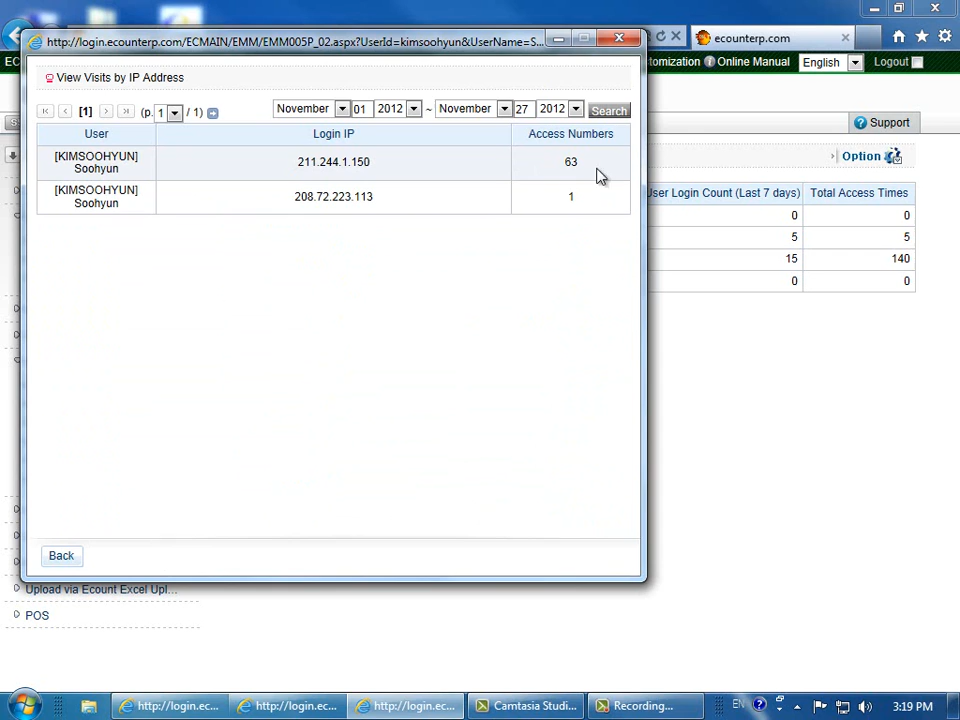 http://login.ecounterp.com/ECMAIN/EMM/EMM005P_02.aspx?UserId=kimsoohyun&UserName=S...
ecounterp.com
EC
tomization Online Manual English Logout
View Visits by IP Address
[1] (p. 1 / 1) November 01 2012 ~ November 27 2012 Search
Support
User Login IP Access Numbers
[KIMSOOHYUN]
Soohyun 211.244.1.150 63
[KIMSOOHYUN]
Soohyun 208.72.223.113 1
Option
User Login Count (Last 7 days) Total Access Times
0 0
5 5
15 140
0 0
Back
Upload via Ecount Excel Upl...
POS
http://login.ec... http://login.ec... http://login.ec... Camtasia Studi... Recording... EN 3:19 PM